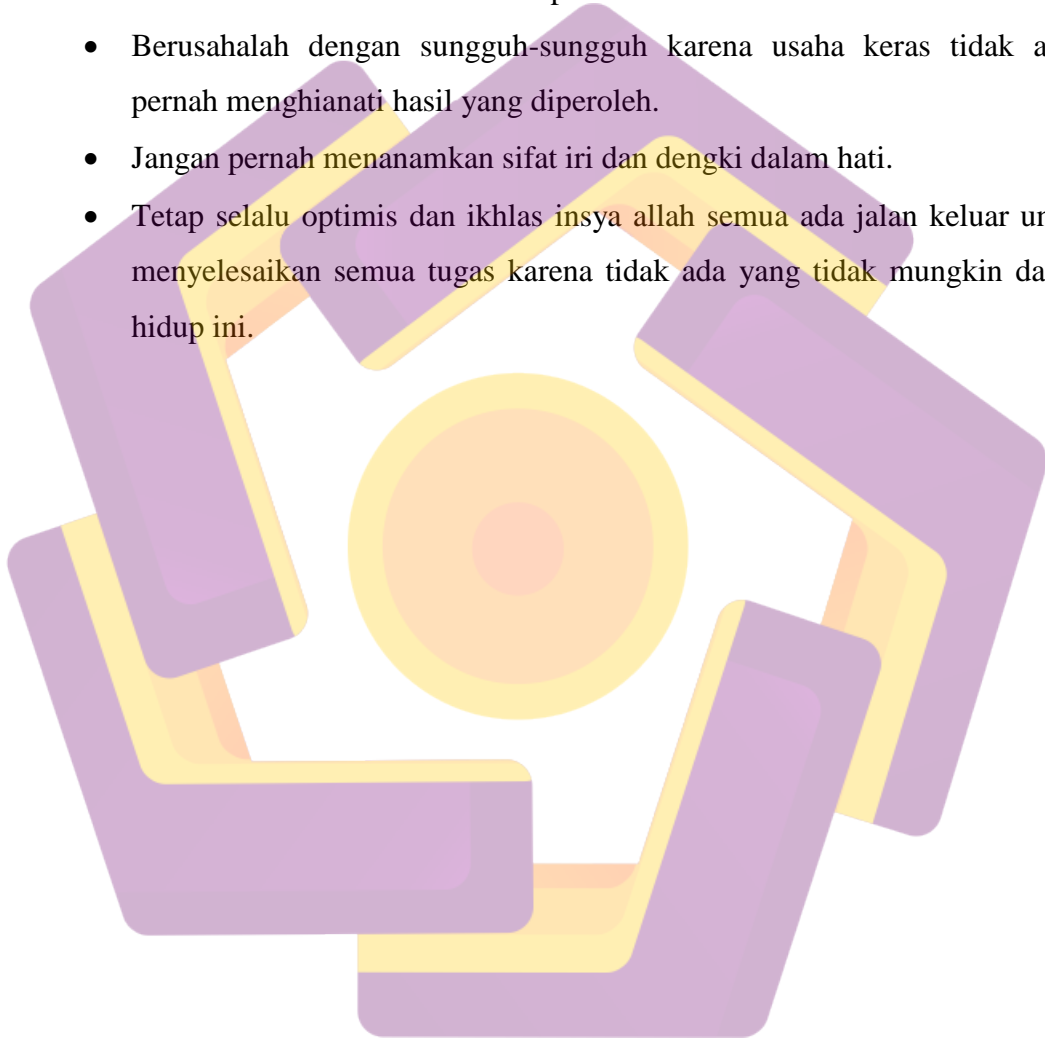 • Berusahalah dengan sungguh-sungguh karena usaha keras tidak
pernah menghianati hasil yang diperoleh.
• Jangan pernah menanamkan sifat iri dan dengki dalam hati.
• Tetap selalu optimis dan ikhlas insya allah semua ada jalan keluar
menyelesaikan semua tugas karena tidak ada yang tidak mungkin
hidup ini.